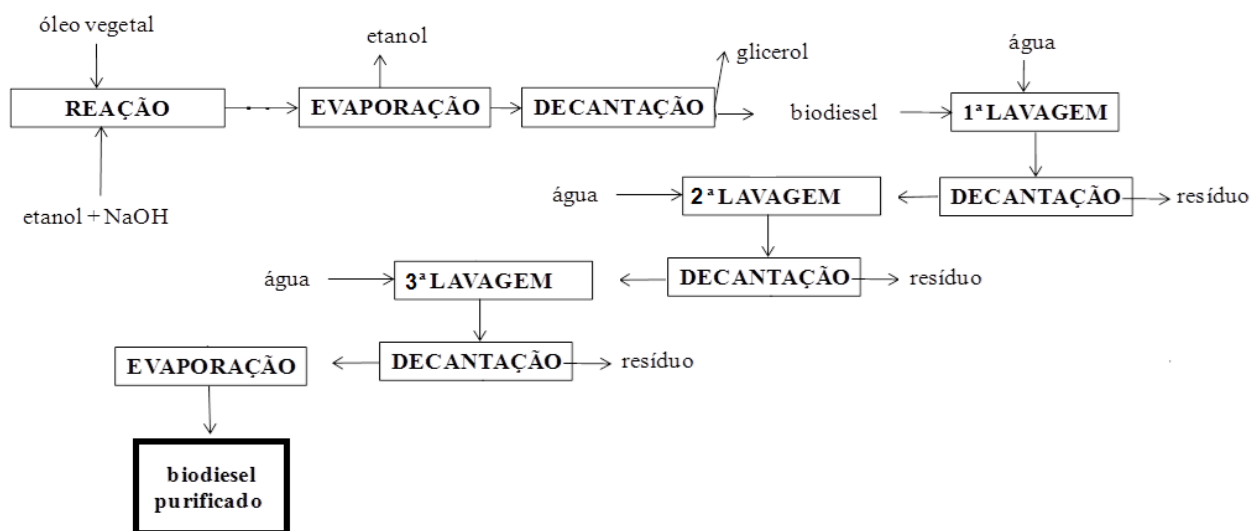 óleo vegetal
etanol
glicerol
água
REAÇÃO
EVAPORAÇÃO
DECANTAÇÃO
biodiesel
1ª LAVAGEM
etanol + NaOH
água
2ª LAVAGEM
DECANTAÇÃO
resíduo
água
3ª LAVAGEM
DECANTAÇÃO
resíduo
EVAPORAÇÃO
DECANTAÇÃO
resíduo
biodiesel
purificado